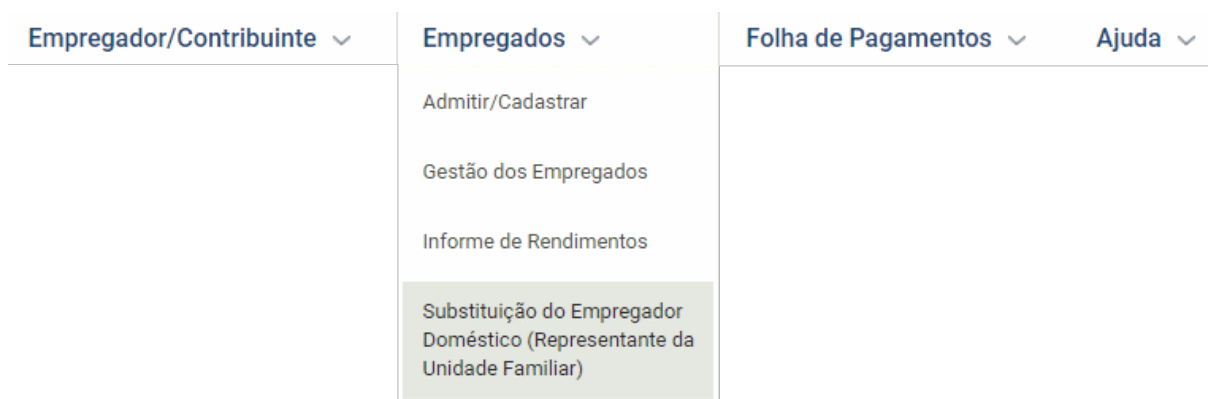 Empregador/Contribuinte
Empregados
Folha de Pagamentos
Ajuda
Admitir/Cadastrar
Gestão dos Empregados
Informe de Rendimentos
Substituição do Empregador
Doméstico (Representante da
Unidade Familiar)